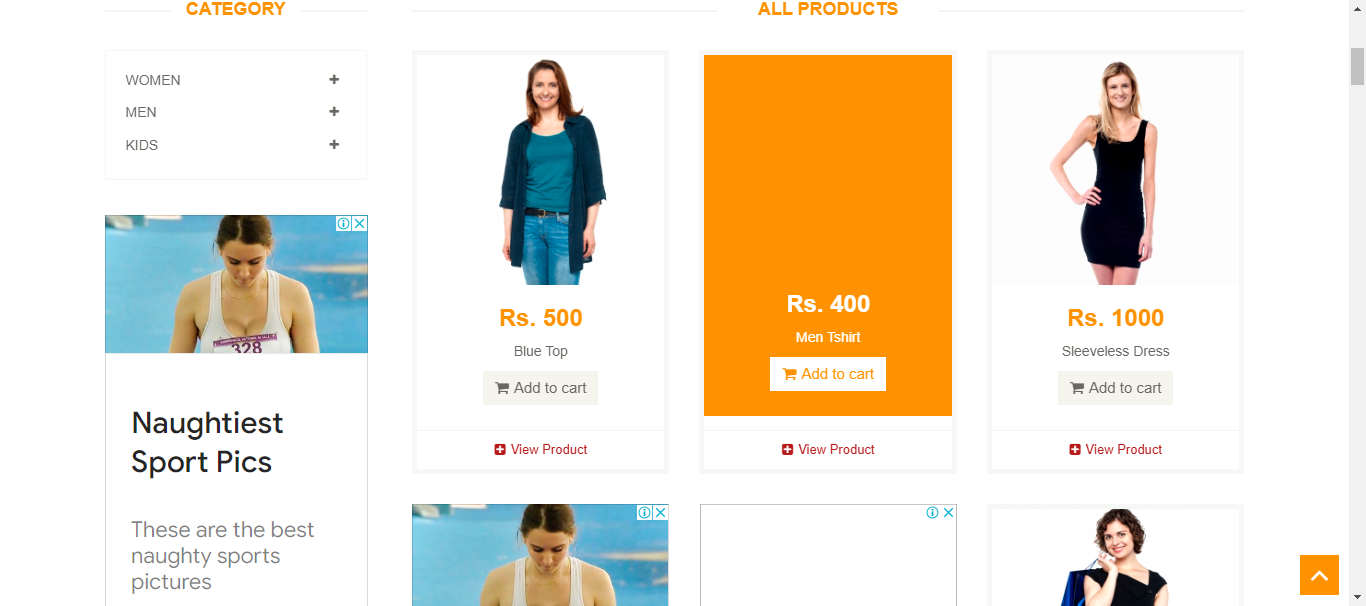 CATEGORY
WOMEN
MEN
KIDS
328
Naughtiest
Sport Pics
These are the best
naughty sports
pictures
ALL PRODUCTS
Rs. 500
Blue Top
Add to cart
View Product
Rs. 400
Men Tshirt
Add to cart
View Product
Rs. 1000
Sleeveless Dress
Add to cart
View Product